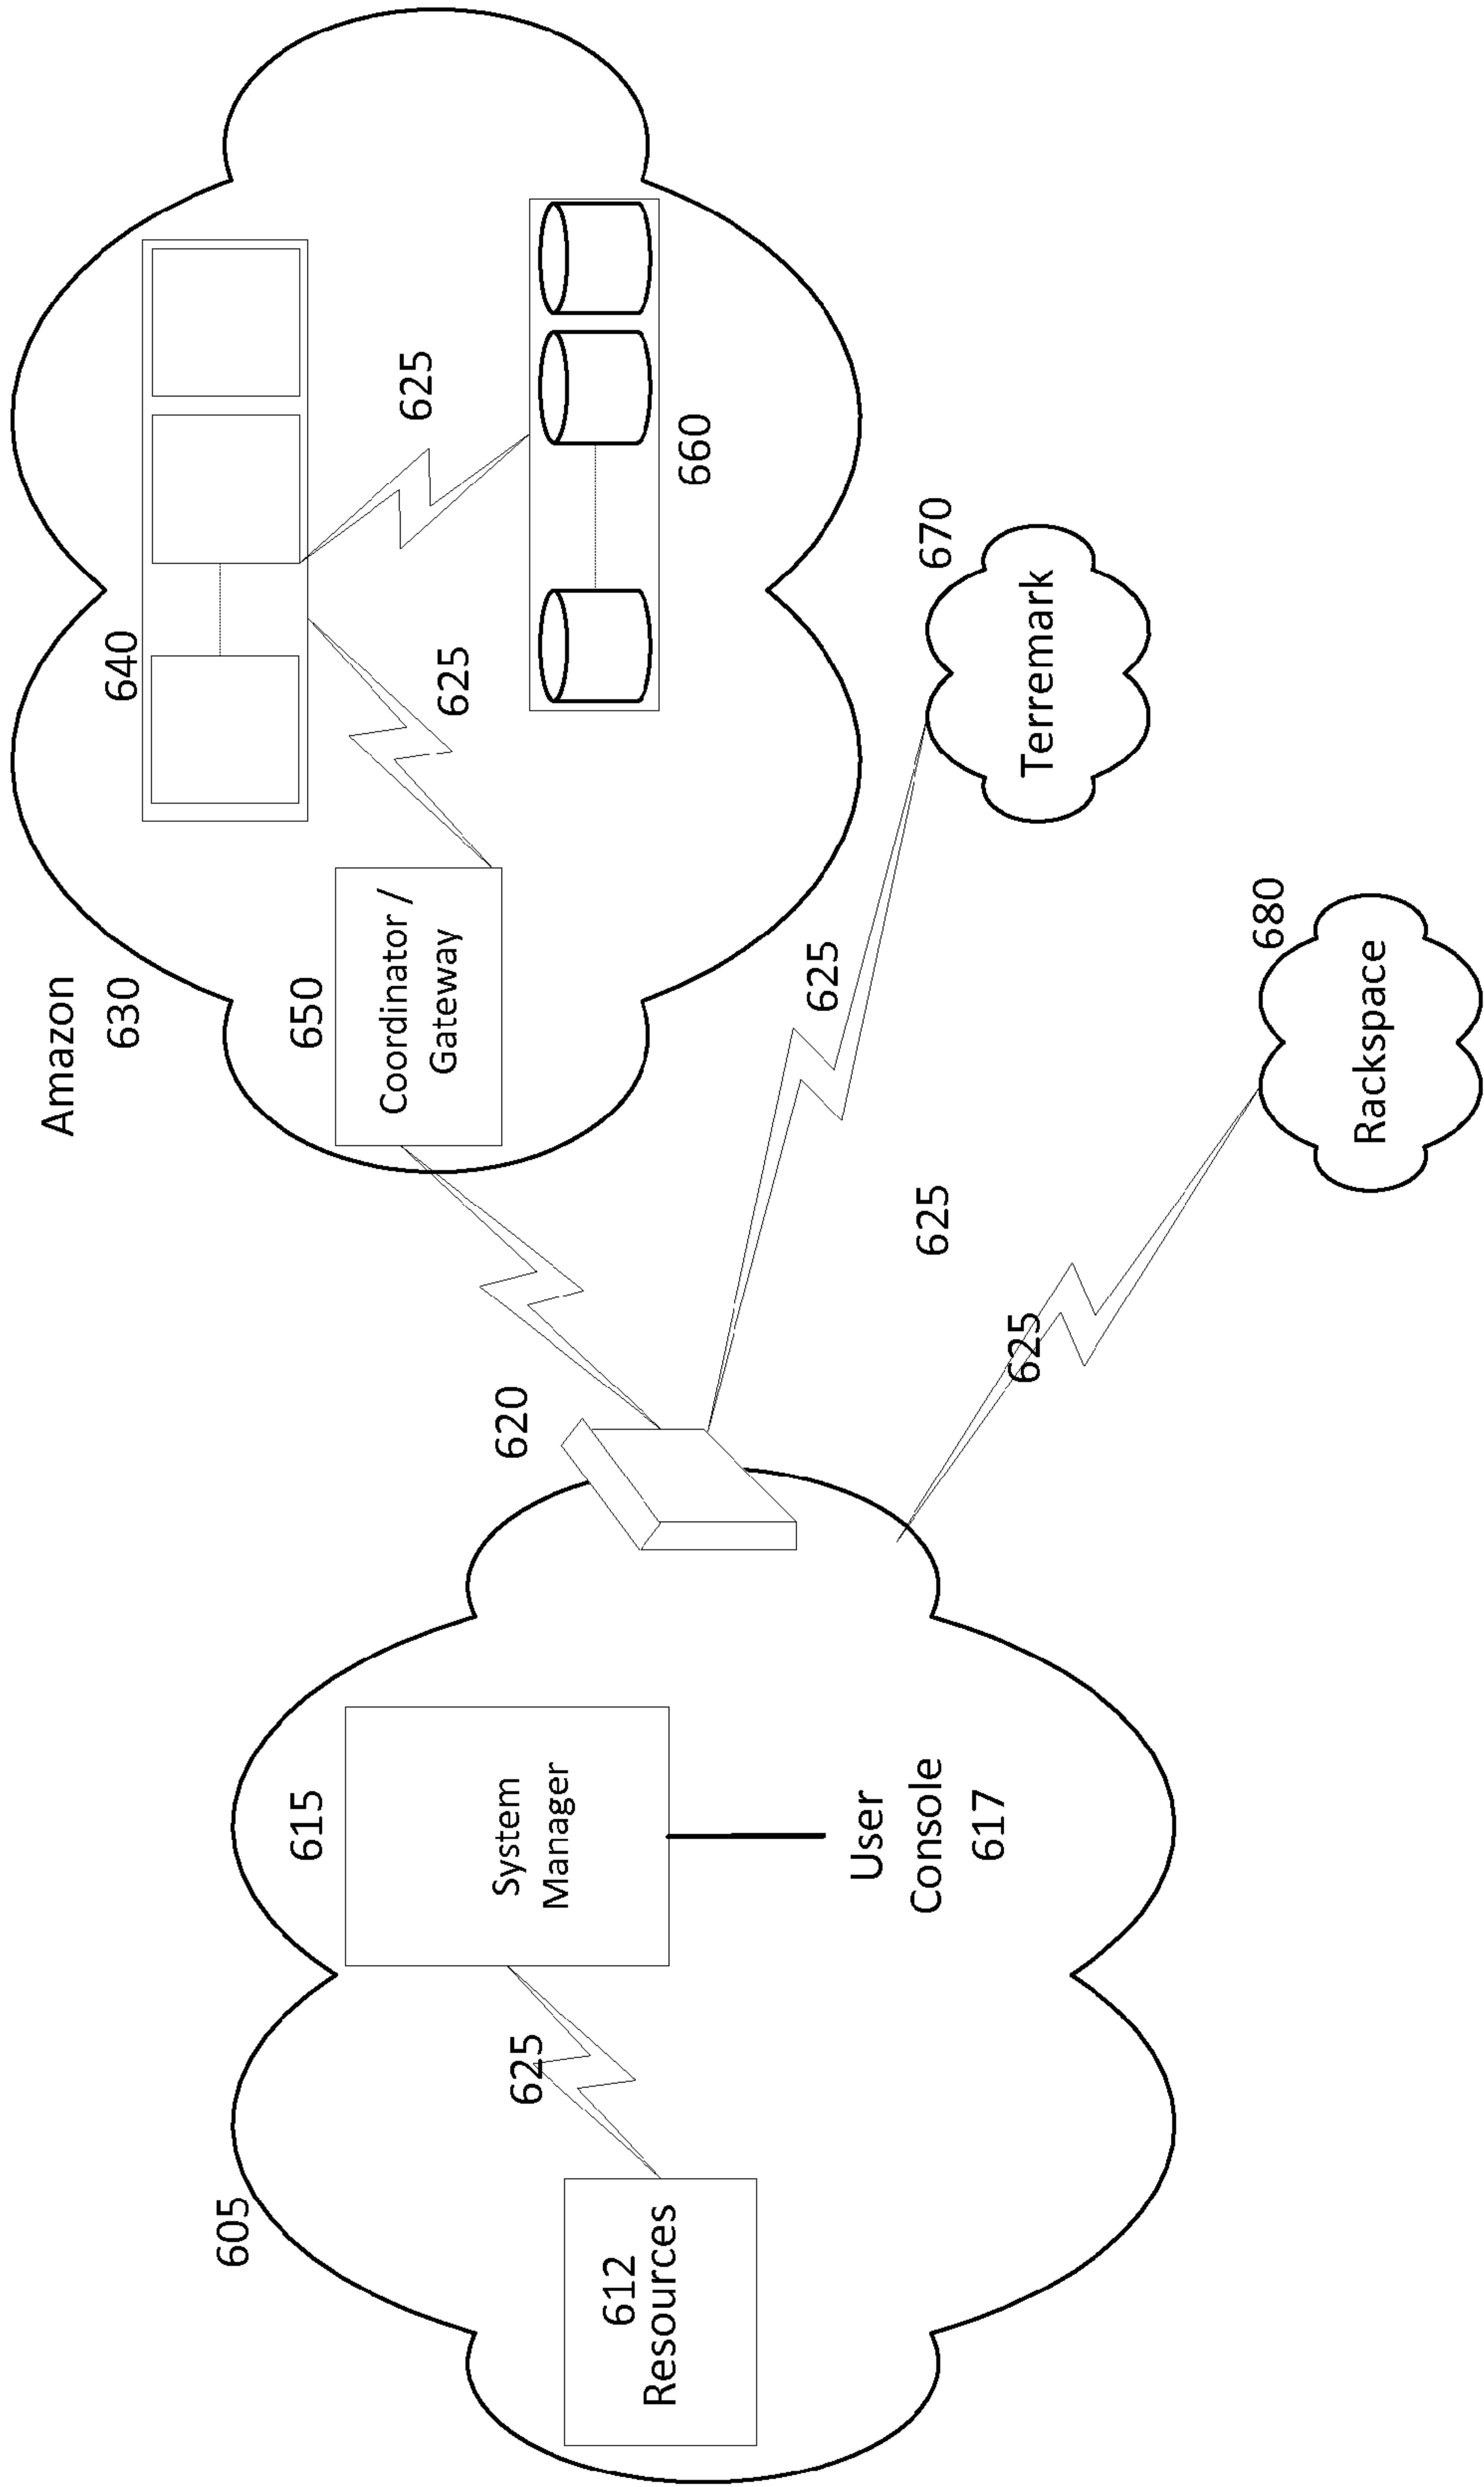 605
612
Resources
625
615
System
Manager
User
Console
617
620
Amazon
630
650
Coordinator /
Gateway
640
625
625
660
625
670
Terremark
625
625
680
Rackspace